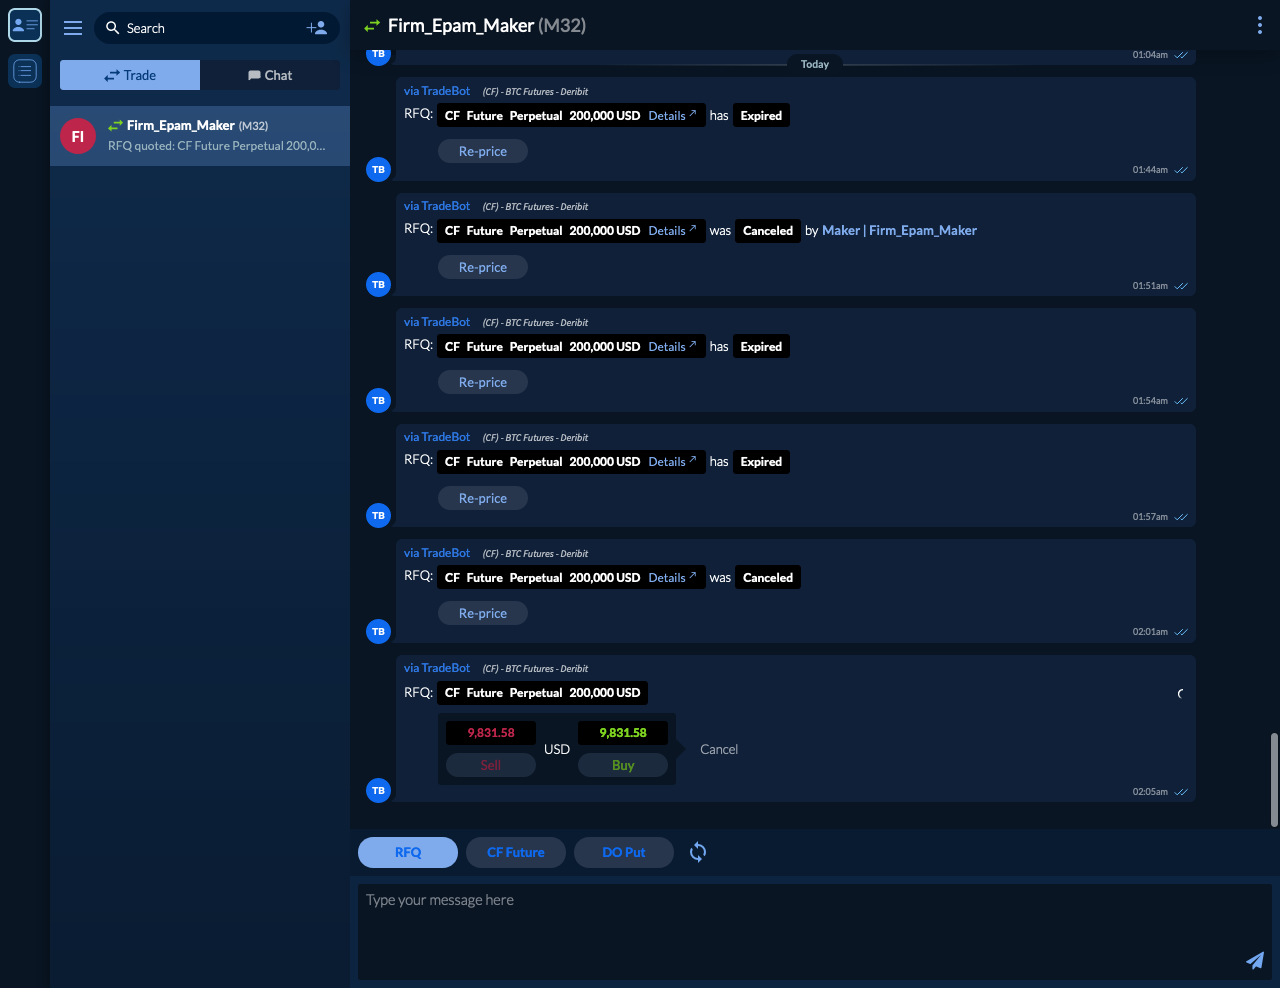 Search
Trade
Chat
FI
Firm_Epam_Maker (M32)
RFQ quoted: CF Future Perpetual 200,0...
Firm_Epam_Maker (M32)
TB
01:04am
Today
via TradeBot (CF) - BTC Futures - Deribit
RFQ: CF Future Perpetual 200,000 USD Details has Expired
Re-price
TB
01:44am
via TradeBot (CF) - BTC Futures - Deribit
RFQ: CF Future Perpetual 200,000 USD Details was Canceled by Maker | Firm_Epam_Maker
Re-price
TB
01:51am
via TradeBot (CF) - BTC Futures - Deribit
RFQ: CF Future Perpetual 200,000 USD Details has Expired
Re-price
TB
01:54am
via TradeBot (CF) - BTC Futures - Deribit
RFQ: CF Future Perpetual 200,000 USD Details has Expired
Re-price
TB
01:57am
via TradeBot (CF) - BTC Futures - Deribit
RFQ: CF Future Perpetual 200,000 USD Details was Canceled
Re-price
TB
02:01am
via TradeBot (CF) - BTC Futures - Deribit
RFQ: CF Future Perpetual 200,000 USD
9,831.58
9,831.58
USD
Cancel
Sell
Buy
TB
02:05am
RFQ
CF Future
DO Put
Type your message here